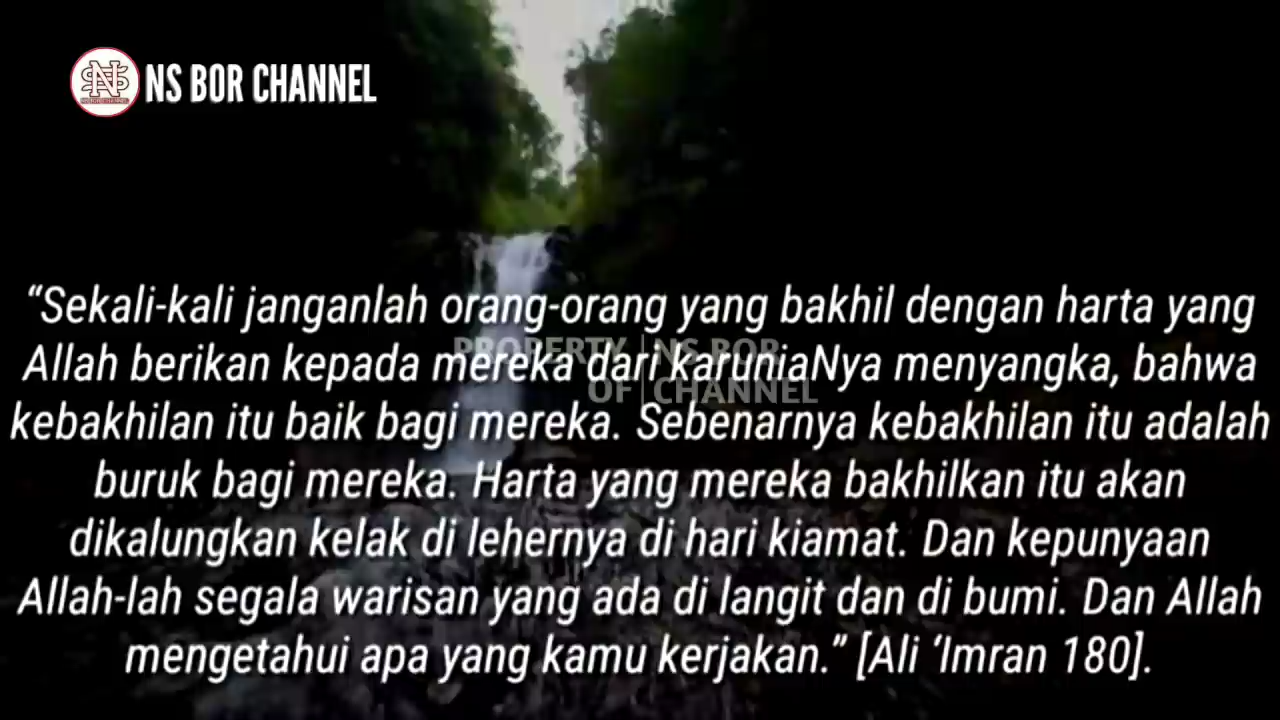 NS BOR CHANNEL
“Sekali-kali janganlah orang-orang yang bakhil dengan harta yang
Allah berikan kepada mereka dari karuniaNya menyangka, bahwa
kebakhilan itu baik bagi mereka. Sebenarnya kebakhilan itu adalah
buruk bagi mereka. Harta yang mereka bakhilkan itu akan
dikalungkan kelak di lehernya di hari kiamat. Dan kepunyaan
Allah-lah segala warisan yang ada di langit dan di bumi. Dan Allah
mengetahui apa yang kamu kerjakan.” [Ali ‘Imran 180].
PROPERTY OF
NS BOR CHANNEL